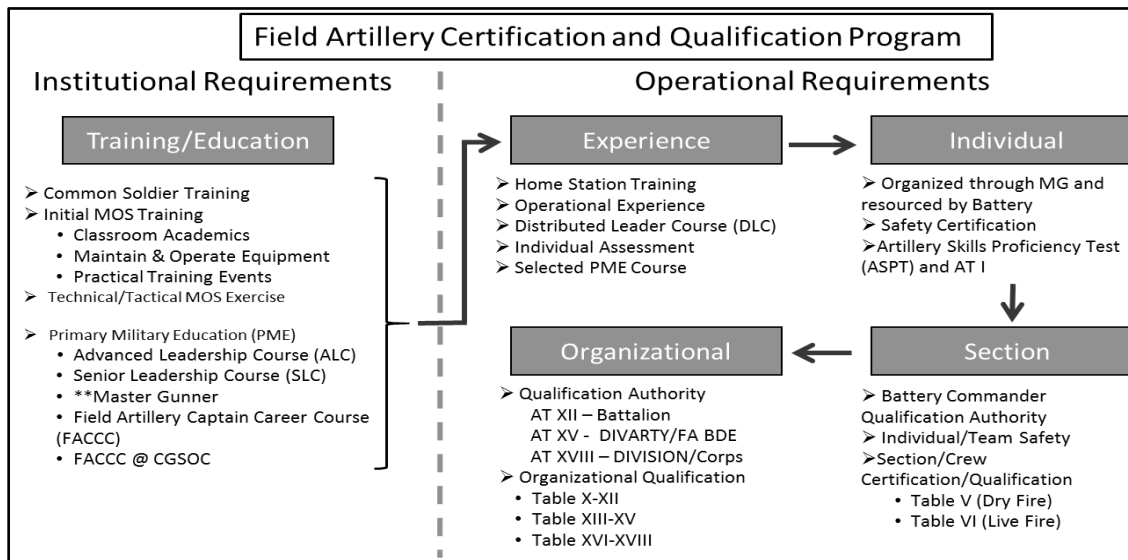 Field Artillery Certification and Qualification Program
Institutional Requirements
Training/Education
➢ Common Soldier Training
➢ Initial MOS Training
• Classroom Academics
• Maintain & Operate Equipment
• Practical Training Events
➢ Technical/Tactical MOS Exercise
➢ Primary Military Education (PME)
• Advanced Leadership Course (ALC)
• Senior Leadership Course (SLC)
• **Master Gunner
• Field Artillery Captain Career Course
(FACCC)
• FACCC @ CGSOC
Operational Requirements
Experience
➢ Home Station Training
➢ Operational Experience
➢ Distributed Leader Course (DLC)
➢ Individual Assessment
➢ Selected PME Course
Individual
➢ Organized through MG and
resourced by Battery
➢ Safety Certification
➢Artillery Skills Proficiency Test
(ASPT) and AT I
Section
➢ Battery Commander
Qualification Authority
➢ Individual/Team Safety
➢Section/Crew
Certification/Qualification
• Table V (Dry Fire)
• Table VI (Live Fire)
Organizational
➢ Qualification Authority
AT XII – Battalion
AT XV - DIVARTY/FA BDE
AT XVIII – DIVISION/Corps
➢ Organizational Qualification
• Table X-XII
• Table XIII-XV
• Table XVI-XVIII